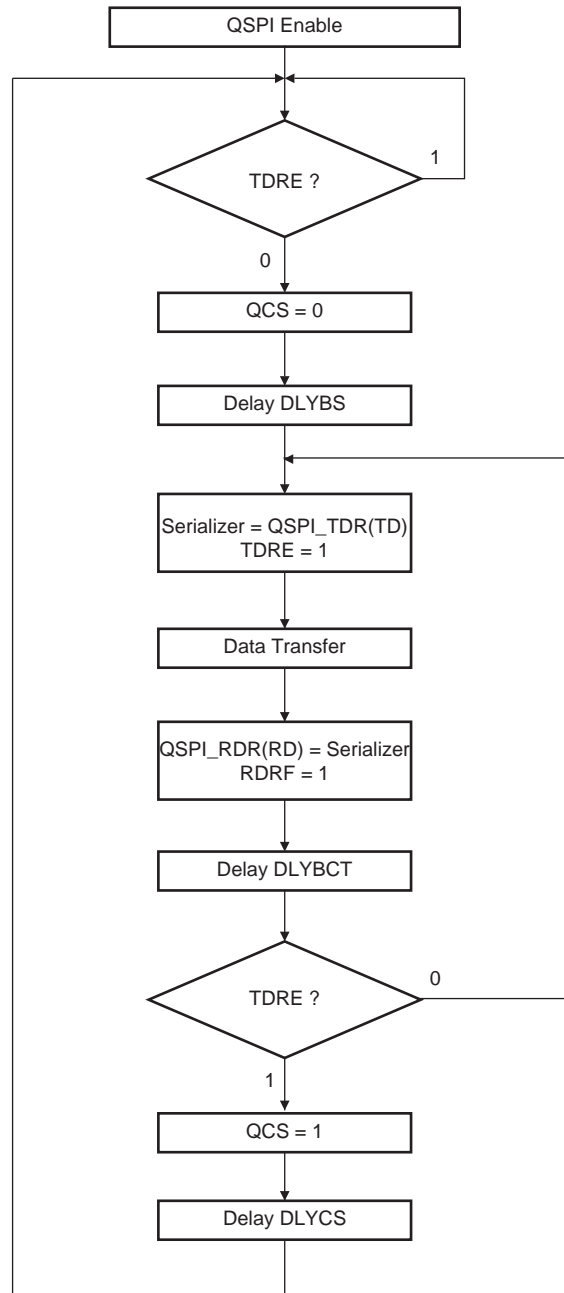 QSPI Enable
TDRE ?
1
0
QCS = 0
Delay DLYBS
Serializer = QSPI_TDR(TD)
TDRE = 1
Data Transfer
QSPI_RDR(RD) = Serializer
RDRF = 1
Delay DLYBCT
TDRE ?
0
1
QCS = 1
Delay DLYCS